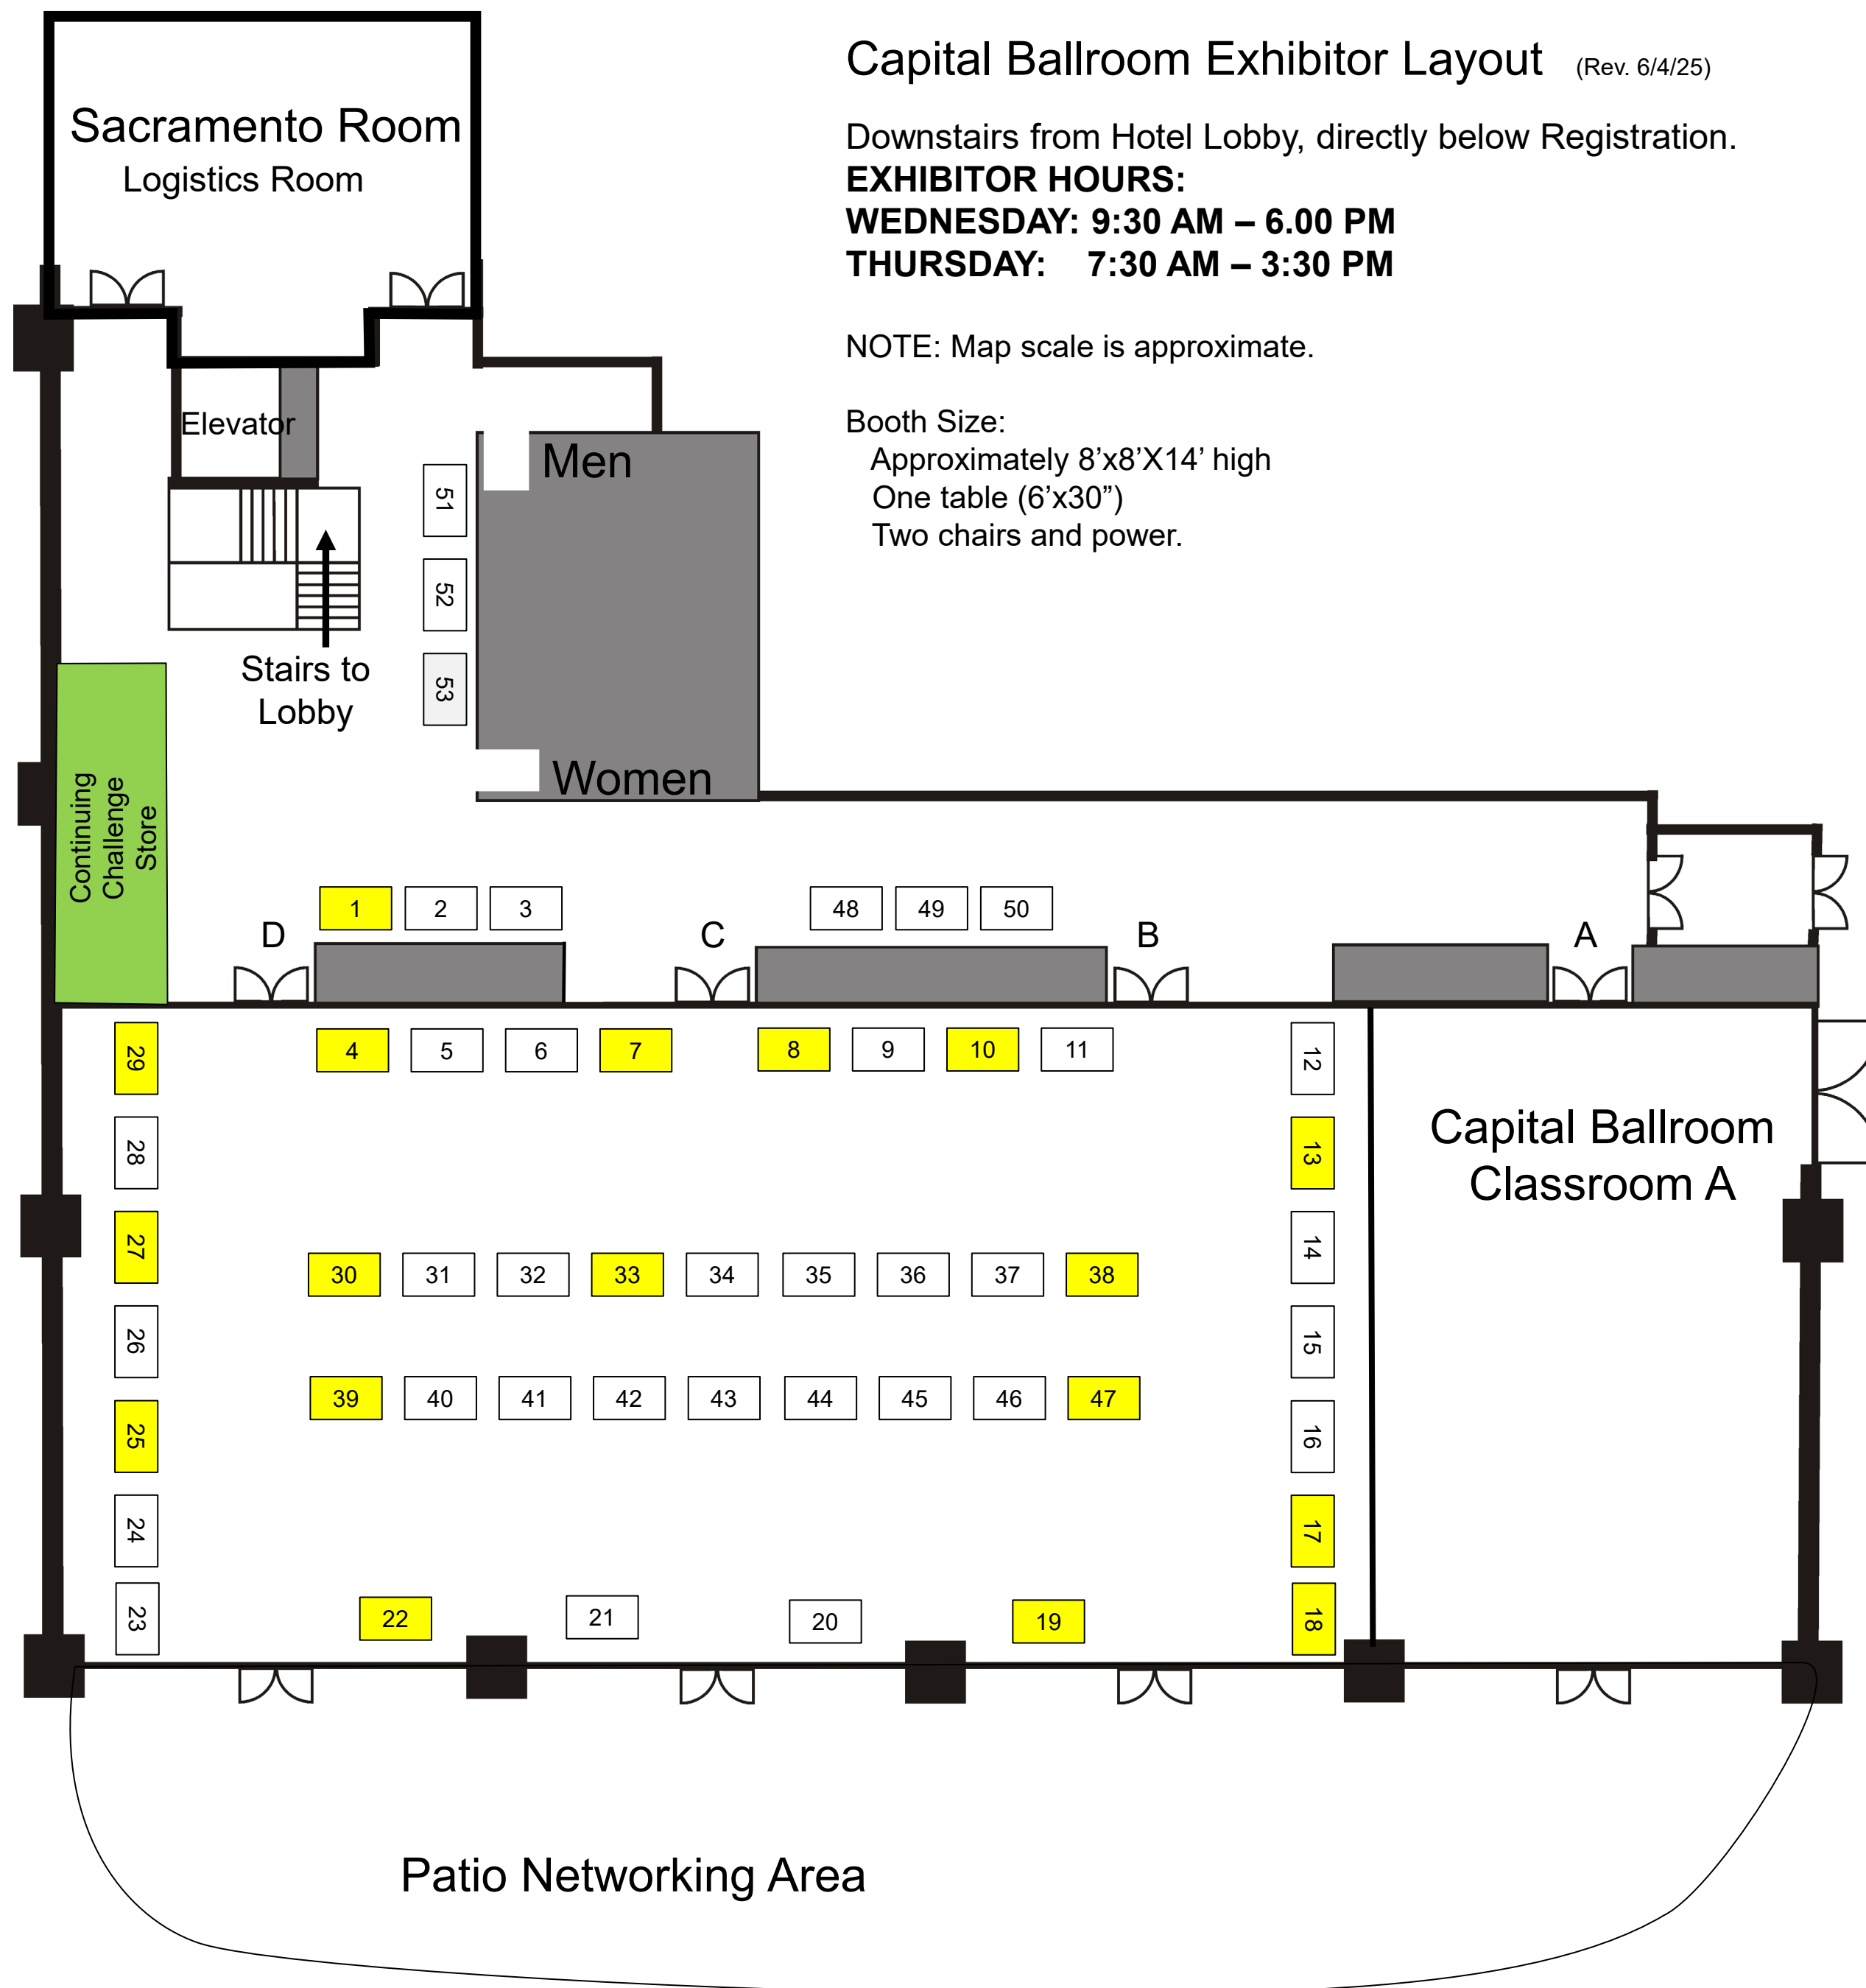 Capital Ballroom Exhibitor Layout (Rev. 6/4/25)
Downstairs from Hotel Lobby, directly below Registration.
EXHIBITOR HOURS:
WEDNESDAY: 9:30 AM – 6.00 PM
THURSDAY: 7:30 AM – 3:30 PM
NOTE: Map scale is approximate.
Booth Size:
Approximately 8’x8’X14’ high
One table (6’x30”)
Two chairs and power.
Sacramento Room
Logistics Room
Elevator
Men
51
52
53
Stairs to
Lobby
Women
Continuing
Challenge
Store
1 2 3 48 49 50
D C B A
29
28
27
26
25
24
23
4 5 6 7 8 9 10 11
12
13
14
15
16
17
18
Capital Ballroom
Classroom A
30 31 32 33 34 35 36 37 38
39 40 41 42 43 44 45 46 47
22 21 20 19
Patio Networking Area